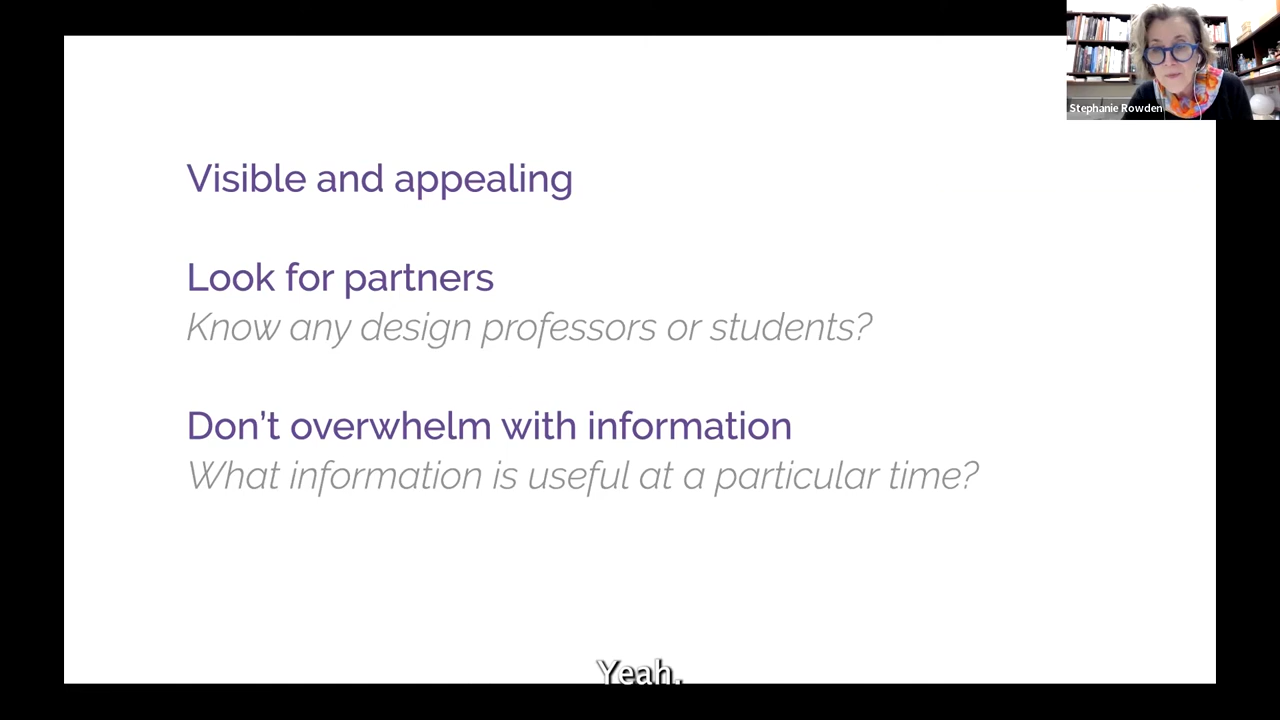 Stephanie Rowden
Visible and appealing
Look for partners
Know any design professors or students?
Don't overwhelm with information
What information is useful at a particular time?
Yeah.